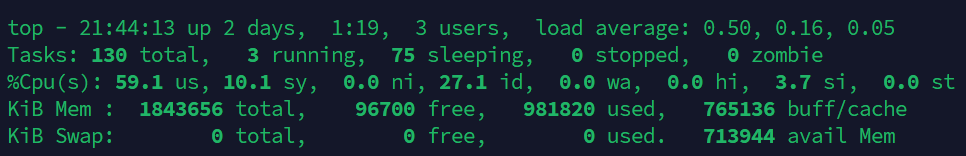 top - 21:44:13 up 2 days,  1:19,  3 users,  load average: 0.50, 0.16, 0.05
Tasks: 130 total,   3 running,  75 sleeping,   0 stopped,   0 zombie
%Cpu(s): 59.1 us, 10.1 sy,  0.0 ni, 27.1 id,  0.0 wa,  0.0 hi,  3.7 si,  0.0 st
KiB Mem :  1843656 total,    96700 free,   981820 used,   765136 buff/cache
KiB Swap:        0 total,        0 free,        0 used.   713944 avail Mem